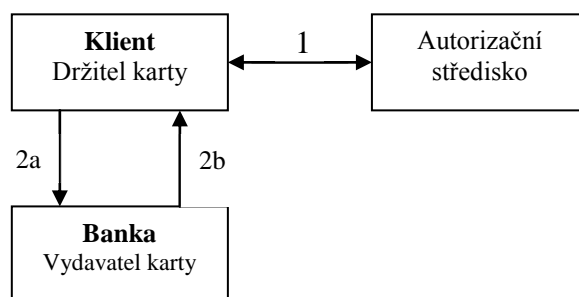 Klient
Držitel karty
1
Autorizační
středisko
2a
2b
Banka
Vydavatel karty